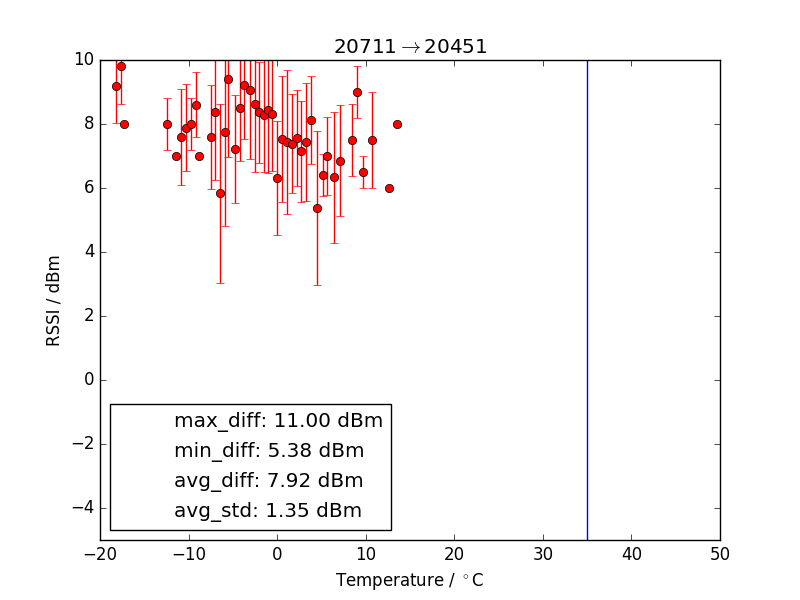 20711→20451
10
8
6
4
2
0
−2
−4
RSSI / dBm
max_diff: 11.00 dBm
min_diff: 5.38 dBm
avg_diff: 7.92 dBm
avg_std: 1.35 dBm
−20 −10 0 10 20 30 40 50
Temperature / °C